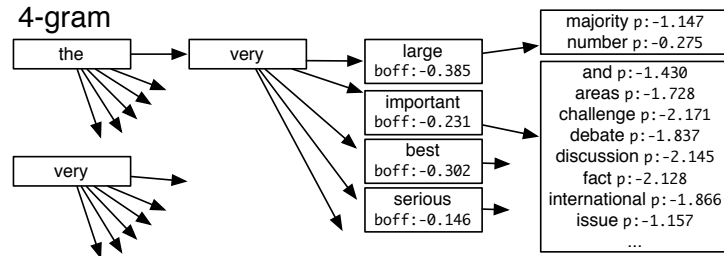 4-gram
the
very
very
large
boff:-0.385
important
boff:-0.231
best
boff:-0.302
serious
boff:-0.146
majority p:-1.147
number p:-0.275
and p:-1.430
areas p:-1.728
challenge p:-2.171
debate p:-1.837
discussion p:-2.145
fact p:-2.128
international p:-1.866
issue p:-1.157
...